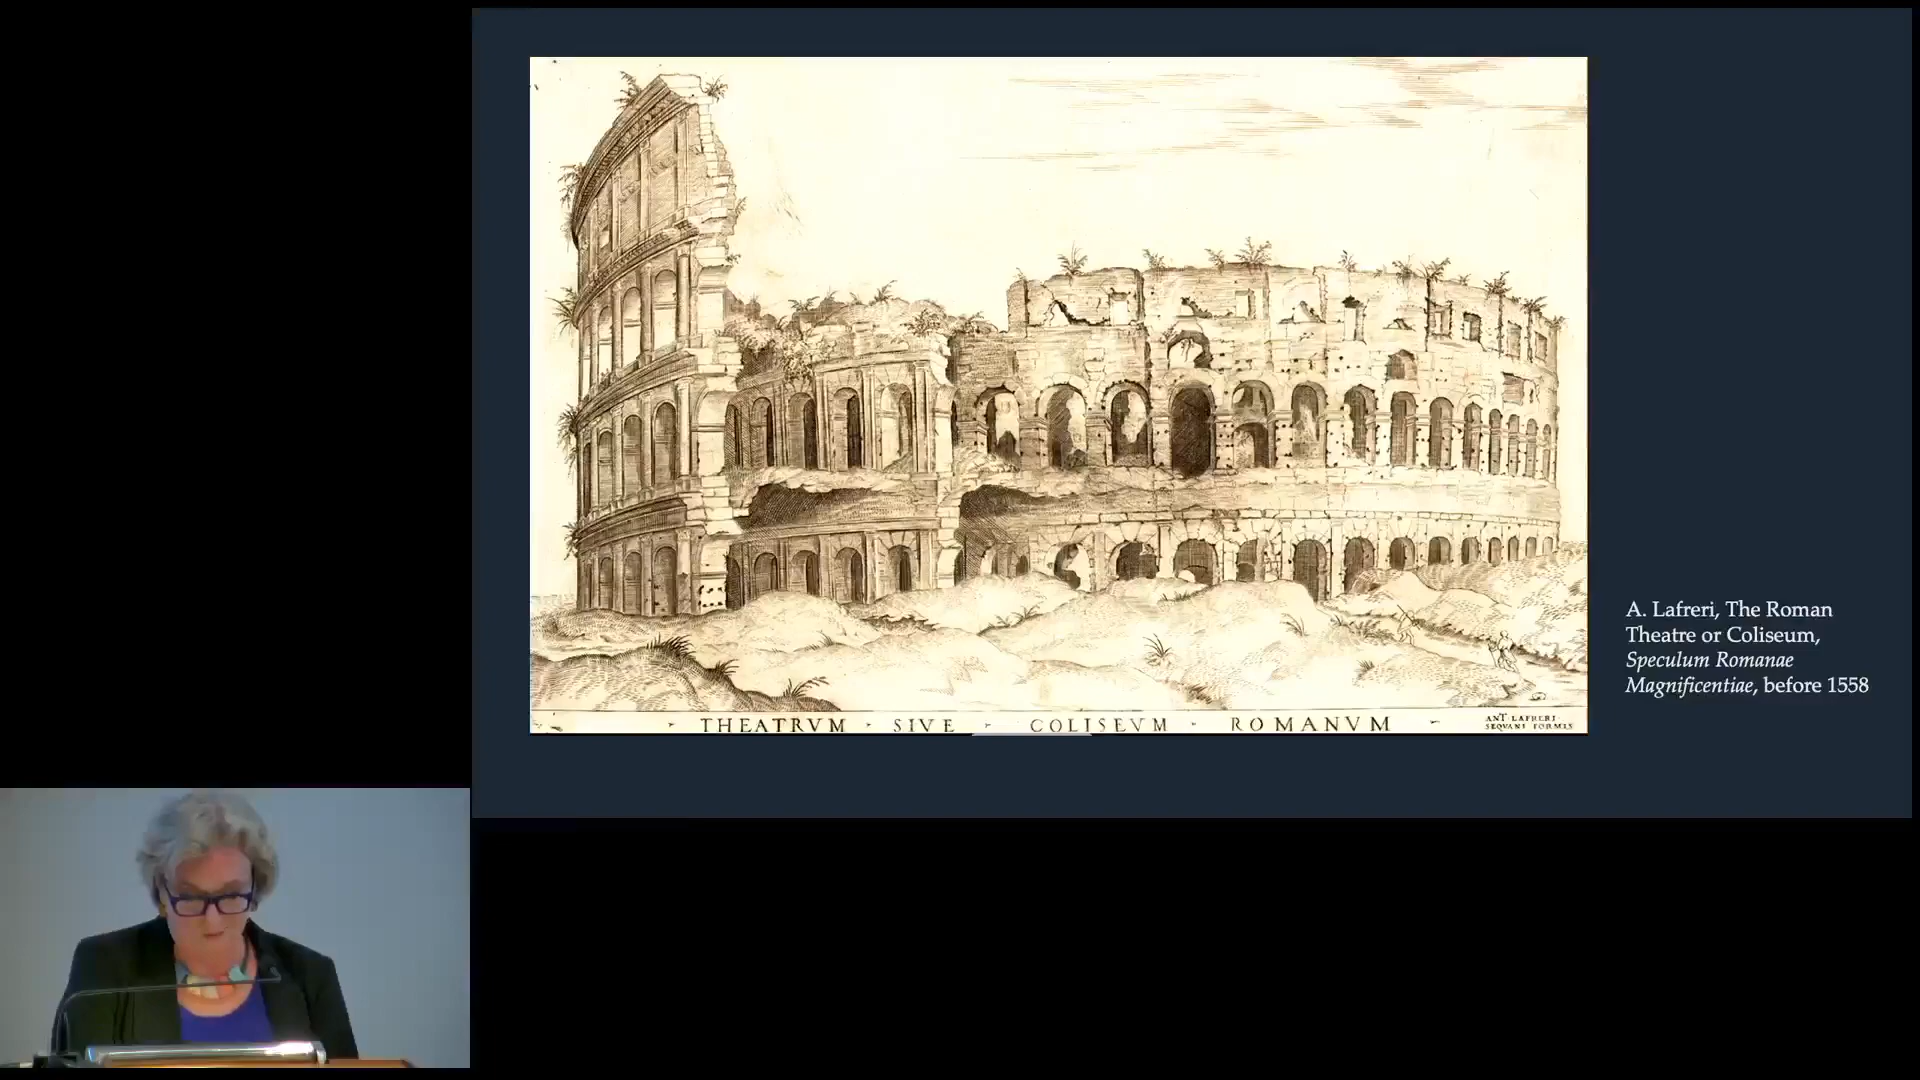 THEATRVM SIVE COLISEVM ROMANVM
ANT LAFRERI
SEQVANI FORMIS
A. Lafreri, The Roman
Theatre or Coliseum,
Speculum Romanae
Magnificentiae, before 1558